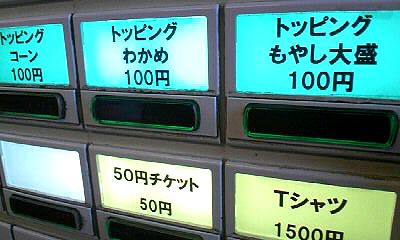 トッピング
コーン
100円
トッピング
わかめ
100円
トッピング
もやし大盛
100円
50円チケット
50円
Tシャツ
1500円